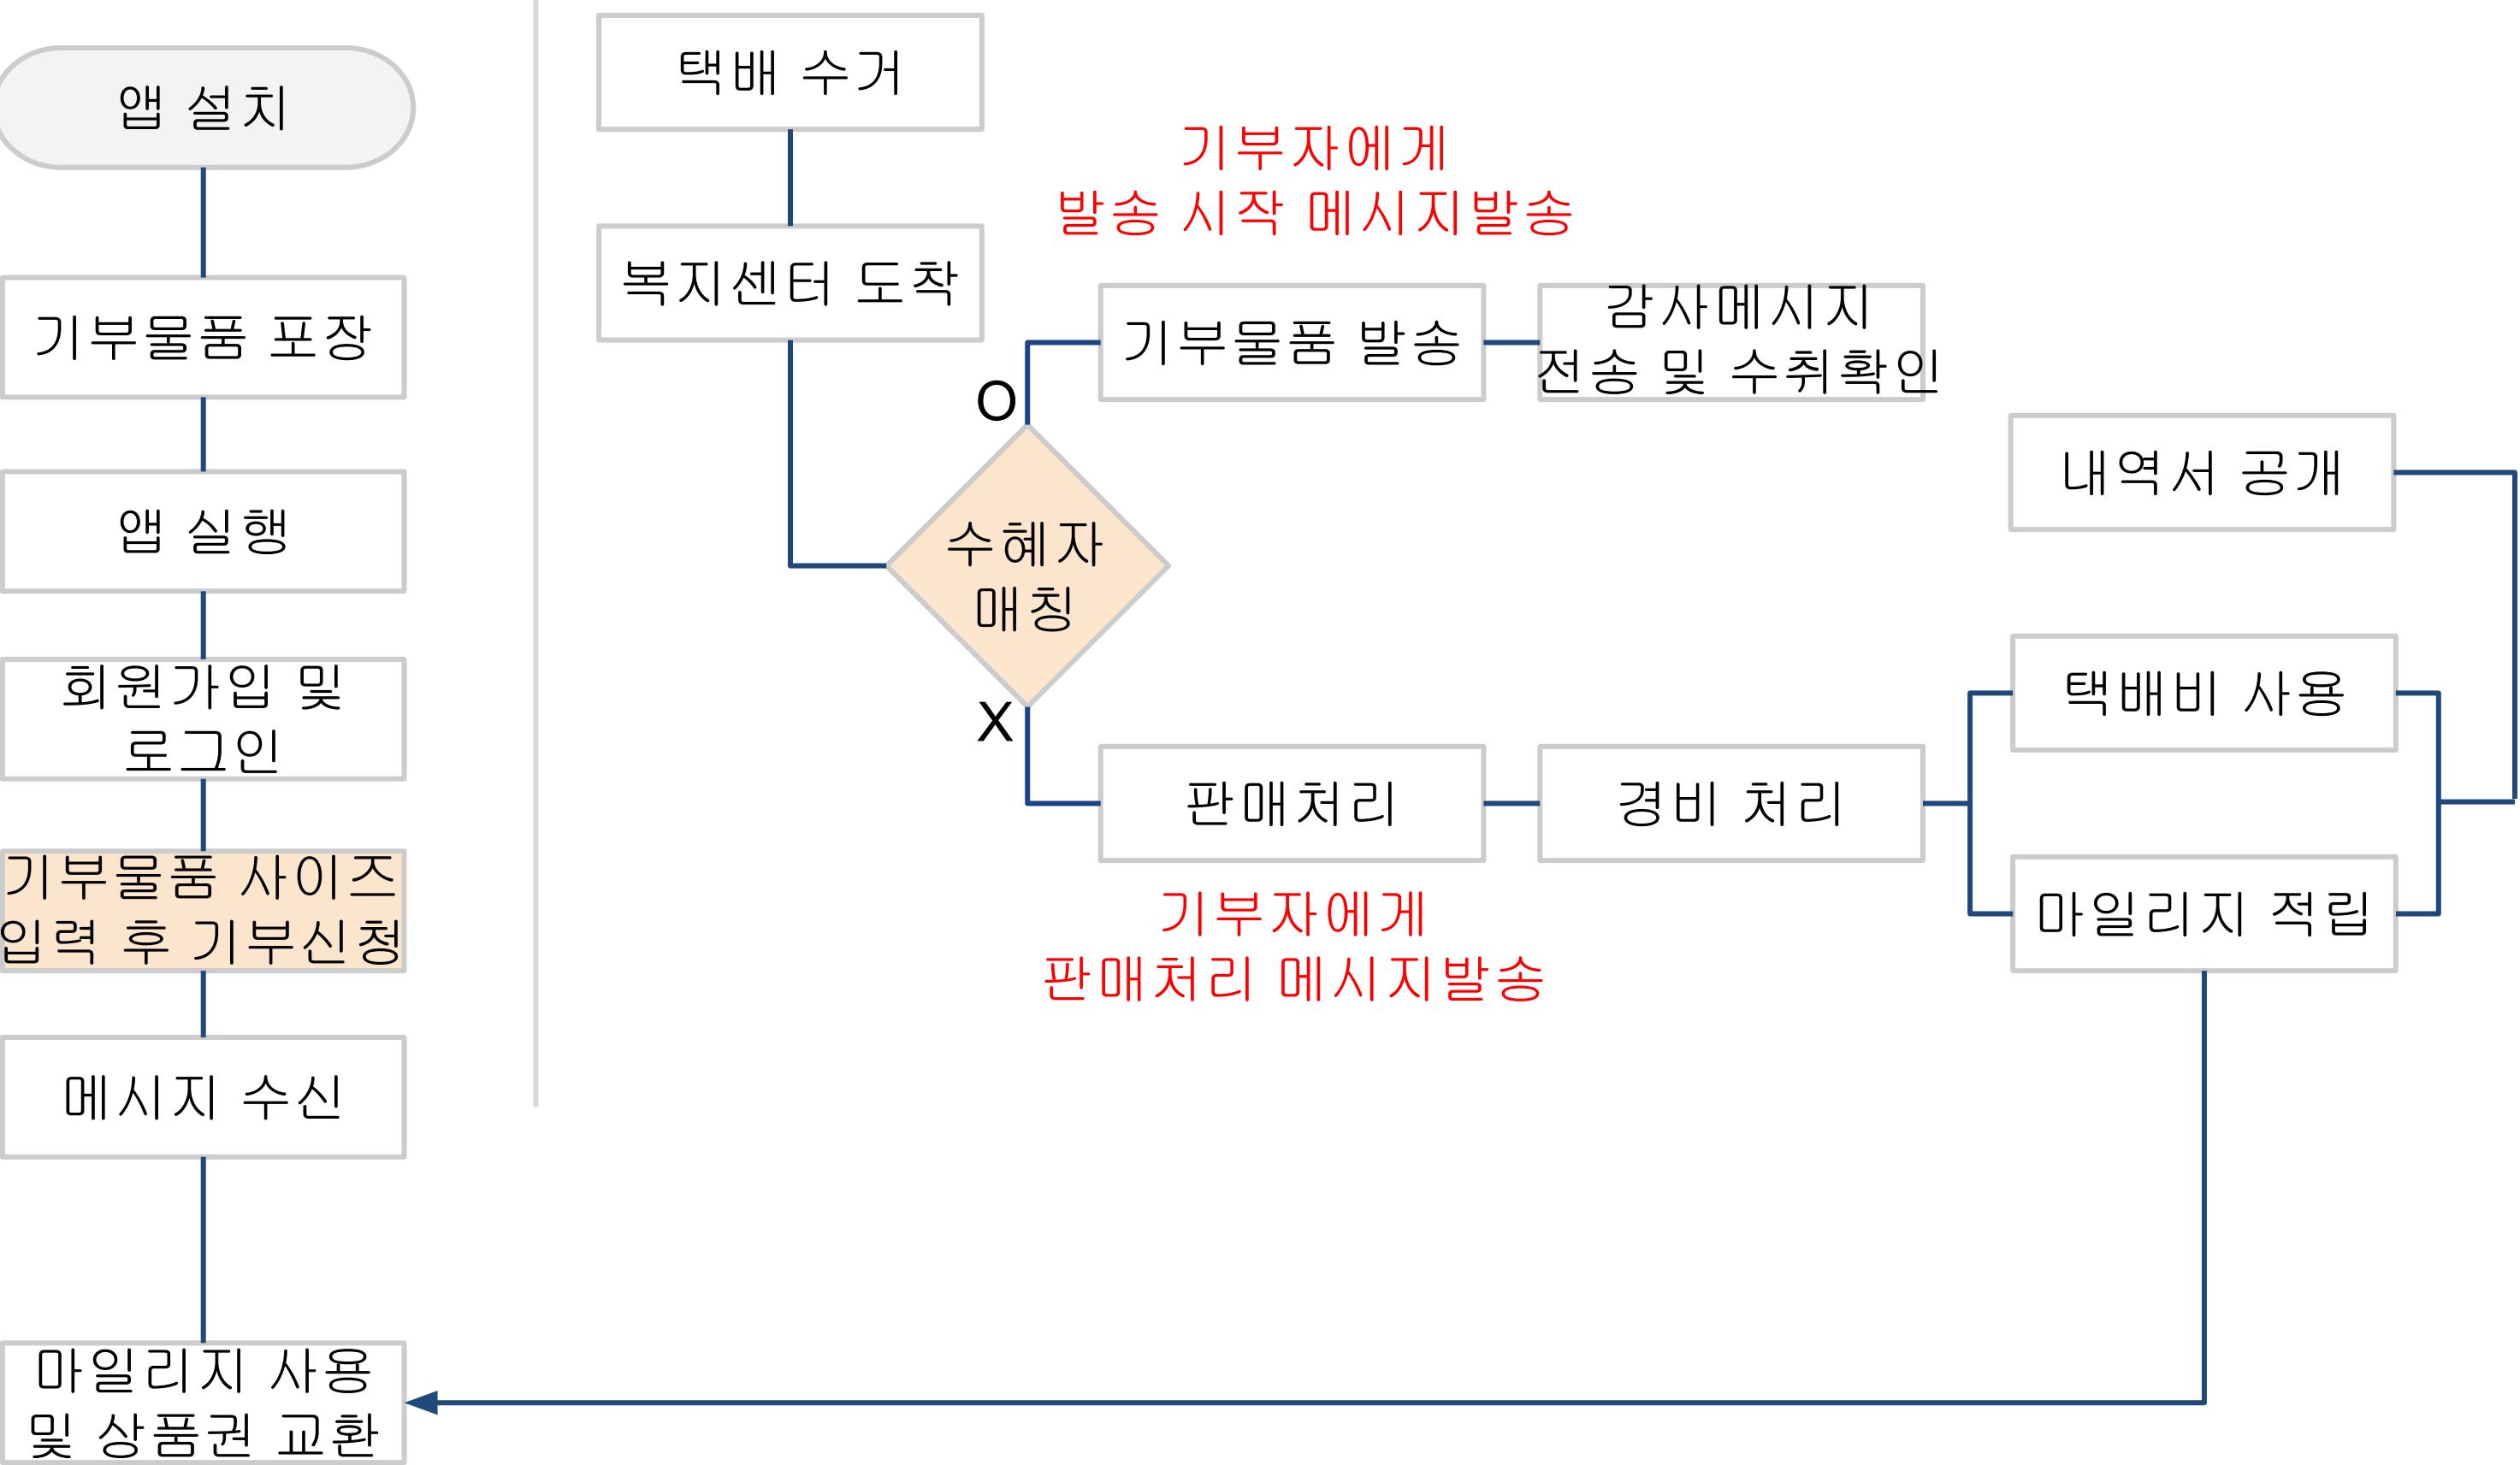 앱 설치
기부물품 포장
앱 실행
회원가입 및
로그인
기부물품 사이즈
입력 후 기부신청
메시지 수신
마일리지 사용
및 상품권 교환
택배 수거
복지센터 도착
수혜자
매칭
O
기부자에게
발송 시작 메시지발송
기부물품 발송
감사메시지
전송 및 수취확인
X
판매처리
기부자에게
판매처리 메시지발송
경비 처리
내역서 공개
택배비 사용
마일리지 적립